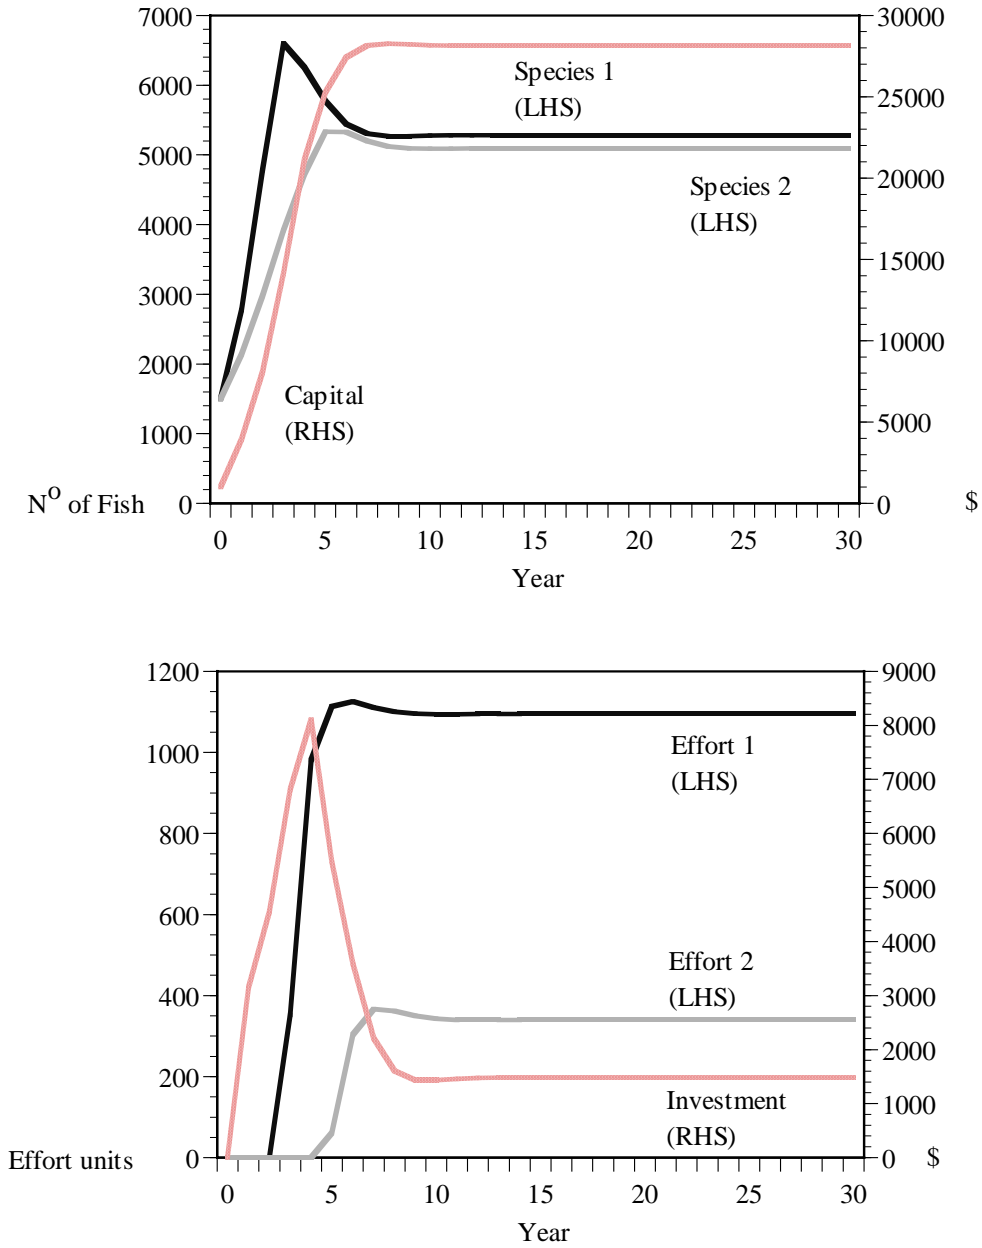 7000 30000
6000 25000
5000 20000
4000 15000
3000 10000
2000 5000
1000 0
0
Species 1
(LHS)
Species 2
(LHS)
Capital
(RHS)
Nº of Fish
$
0 5 10 15 20 25 30
Year
1200 9000
1000 8000
800 7000
600 6000
400 5000
200 4000
0 3000
2000
1000
0
Effort 1
(LHS)
Effort 2
(LHS)
Investment
(RHS)
Effort units
$
0 5 10 15 20 25 30
Year